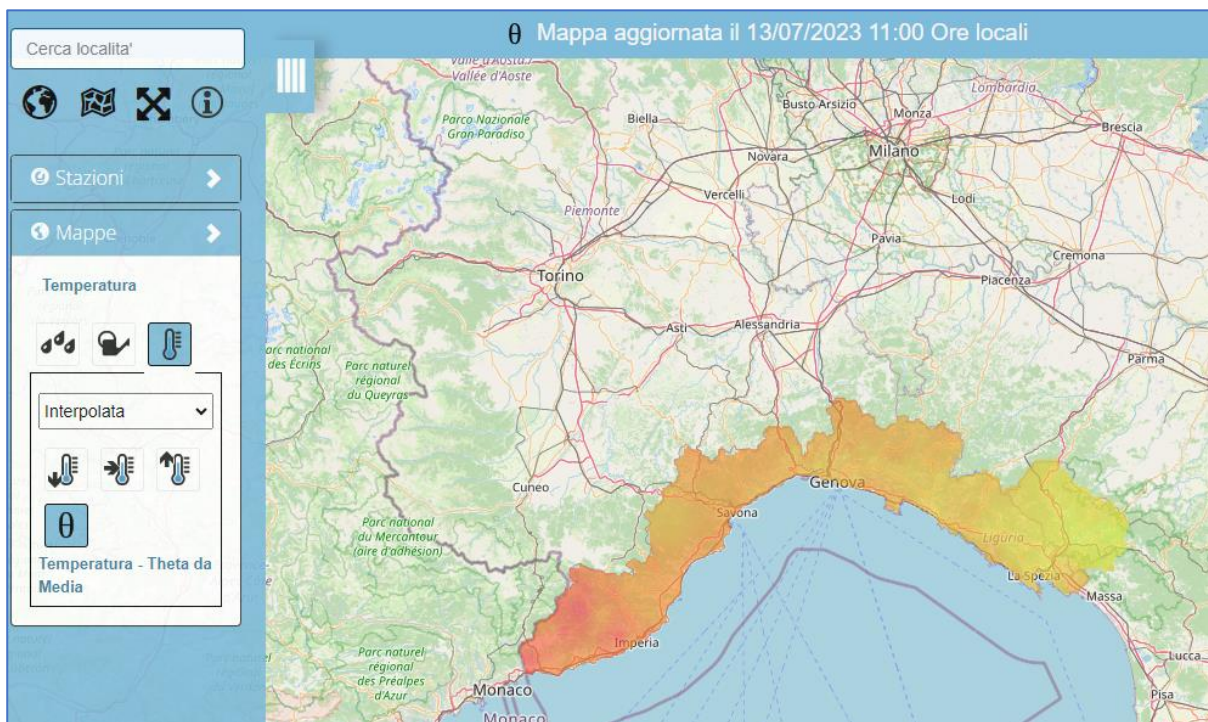 θ Mappa aggiornata il 13/07/2023 11:00 Ore locali
Cerca localita'
Stazioni
Mappe
Temperatura
Interpolata
θ
Temperatura - Theta da
Media
Vallée d'Aoste
Parco Nazionale
Gran Paradiso
Biella
Busto Arsizio
Monza
Lombardia
Brescia
Milano
Novara
Vercelli
Lodi
Piemonte
Pavia
Cremona
Torino
Piacenza
Asti
Alessandria
Parma
parc national
des Écrins
Parc naturel
régional
du Queyras
Cuneo
Genova
Savona
Parc national
du Mercantour
(aire d'adhésion)
Liguria
La Spezia
Massa
Imperia
Lucca
Parc naturel
régional
des Préalpes
d'Azur
Monaco
Monaco
Pisa